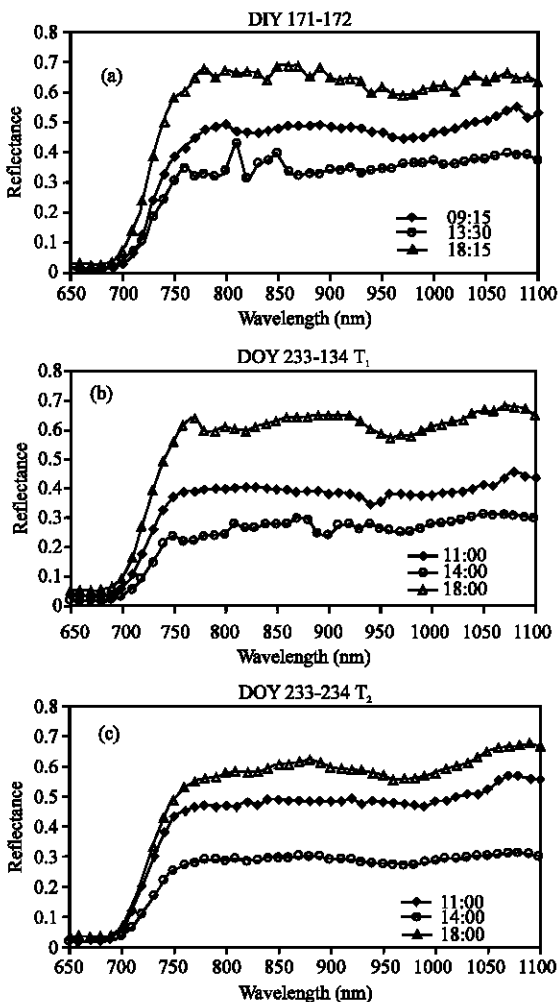 DIY 171-172
0.8
0.7
0.6
0.5
0.4
0.3
0.2
0.1
0
Reflectance
(a)
09:15
13:30
18:15
650 700 750 800 850 900 950 1000 1050 1100
Wavelength (nm)
DOY 233-134 T₁
0.8
0.7
0.6
0.5
0.4
0.3
0.2
0.1
0
Reflectance
(b)
11:00
14:00
18:00
650 700 750 800 850 900 950 1000 1050 1100
Wavelength (nm)
DOY 233-234 T₂
0.8
0.7
0.6
0.5
0.4
0.3
0.2
0.1
0
Reflectance
(c)
11:00
14:00
18:00
650 700 750 800 850 900 950 1000 1050 1100
Wavelength (nm)